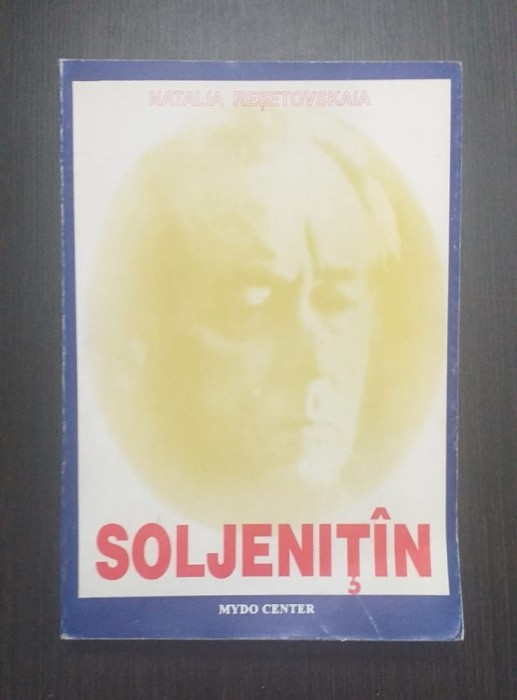 NATALIA REȘETOVSKAIA
SOLJENIȚÎN
MYDO CENTER